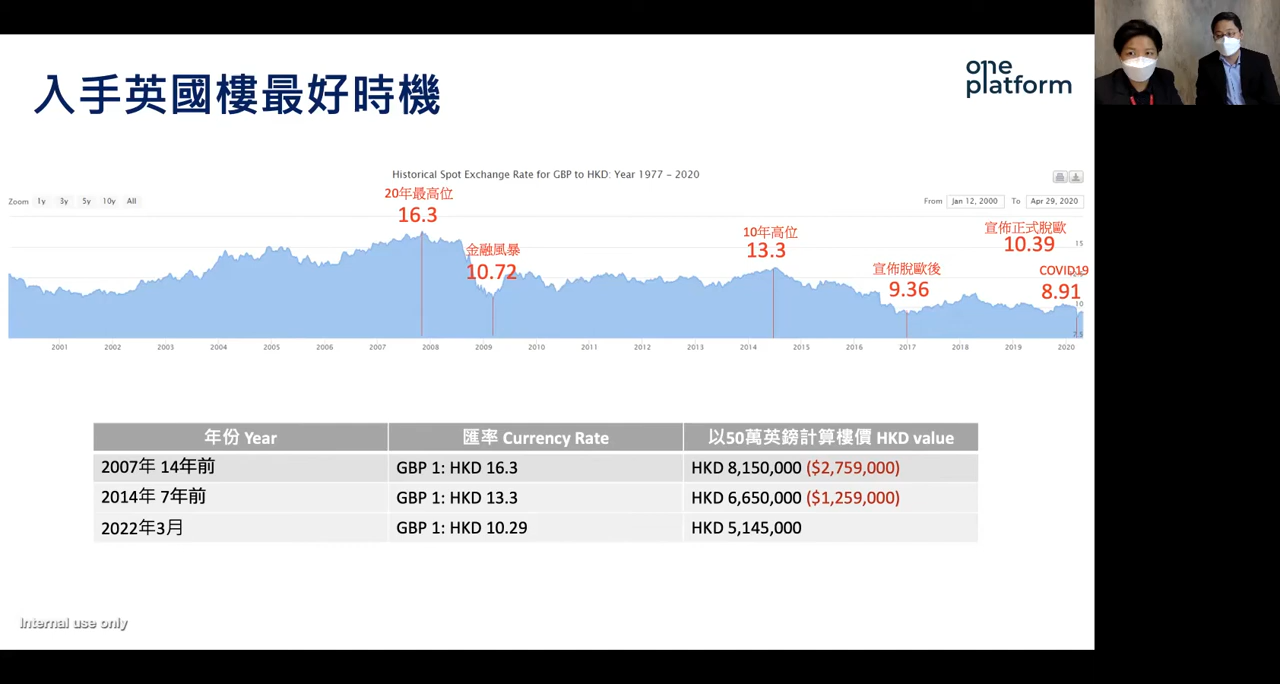 入手英國樓最好時機
one
platform
Historical Spot Exchange Rate for GBP to HKD: Year 1977 - 2020
Zoom 1y 3y 5y 10y All
From Jan 12, 2000 To Apr 29, 2020
20年最高位
16.3
金融風暴
10.72
10年高位
13.3
宣佈脫歐後
9.36
宣佈正式脫歐
10.39
COVID19
8.91
15
10
7.5
2001 2002 2003 2004 2005 2006 2007 2008 2009 2010 2011 2012 2013 2014 2015 2016 2017 2018 2019 2020
年份 Year 匯率 Currency Rate 以50萬英鎊計算樓價 HKD value
2007年 14年前 GBP 1: HKD 16.3 HKD 8,150,000 ($2,759,000)
2014年 7年前 GBP 1: HKD 13.3 HKD 6,650,000 ($1,259,000)
2022年3月 GBP 1: HKD 10.29 HKD 5,145,000
Internal use only